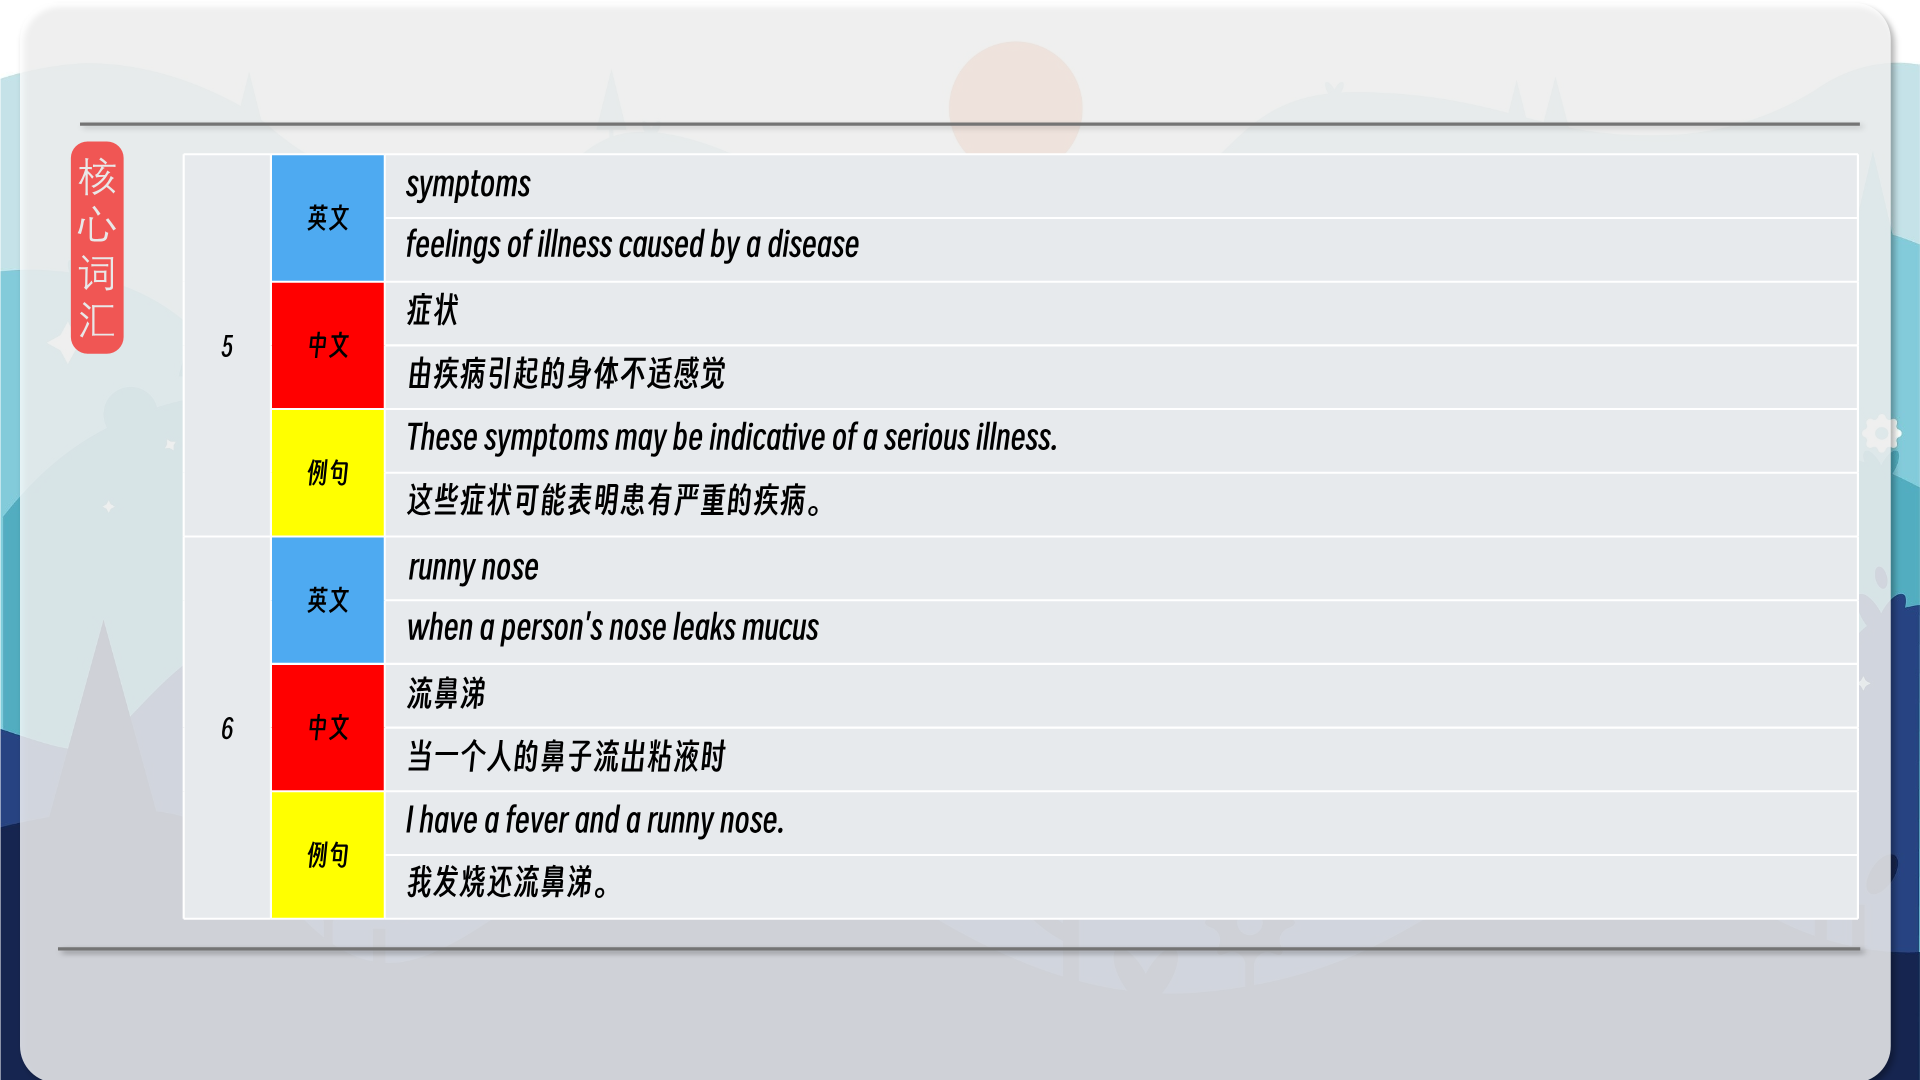 核心词汇
5
英文
symptoms
feelings of illness caused by a disease
中文
症状
由疾病引起的身体不适感觉
例句
These symptoms may be indicative of a serious illness.
这些症状可能表明患有严重的疾病。
6
英文
runny nose
when a person's nose leaks mucus
中文
流鼻涕
当一个人的鼻子流出粘液时
例句
I have a fever and a runny nose.
我发烧还流鼻涕。